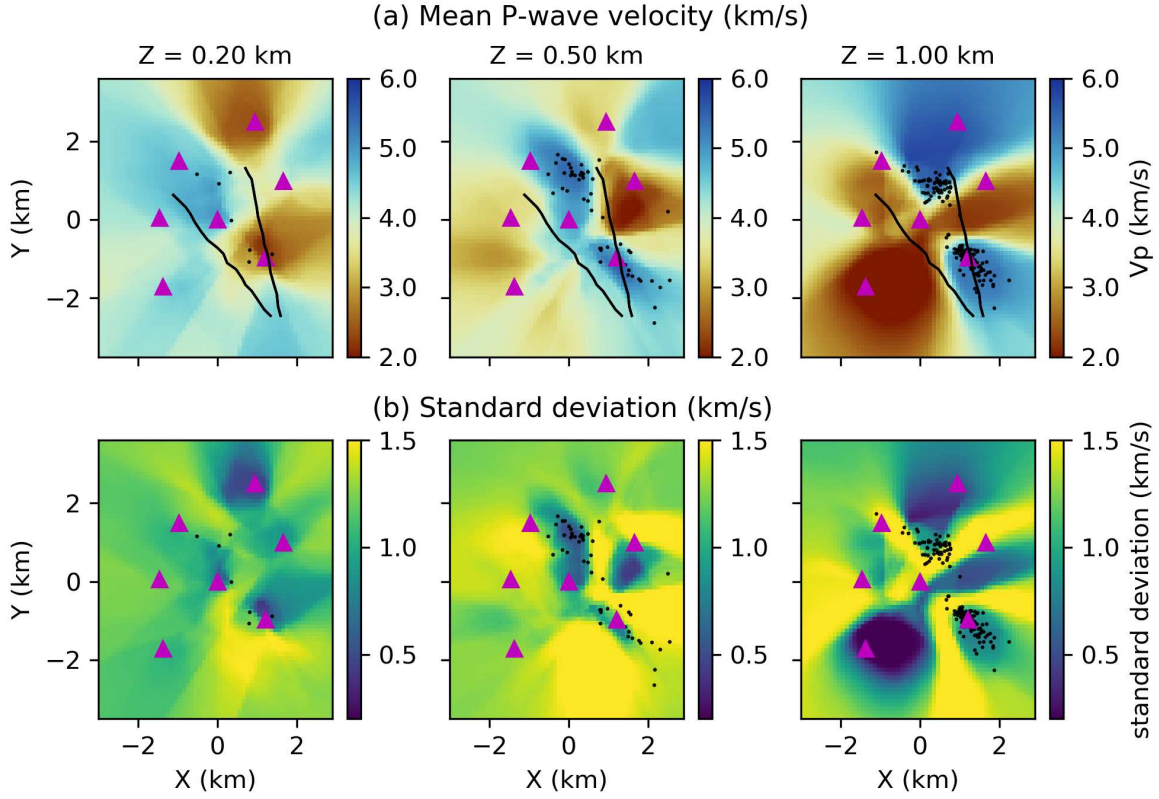 (a) Mean P-wave velocity (km/s)
Z = 0.20 km
Z = 0.50 km
Z = 1.00 km
2
0
−2
Y (km)
6.0
5.0
4.0
3.0
2.0
6.0
5.0
4.0
3.0
2.0
6.0
5.0
4.0
3.0
2.0
Vp (km/s)
(b) Standard deviation (km/s)
2
0
−2
Y (km)
1.5
1.0
0.5
1.5
1.0
0.5
1.5
1.0
0.5
standard deviation (km/s)
−2 0 2
−2 0 2
−2 0 2
X (km)
X (km)
X (km)